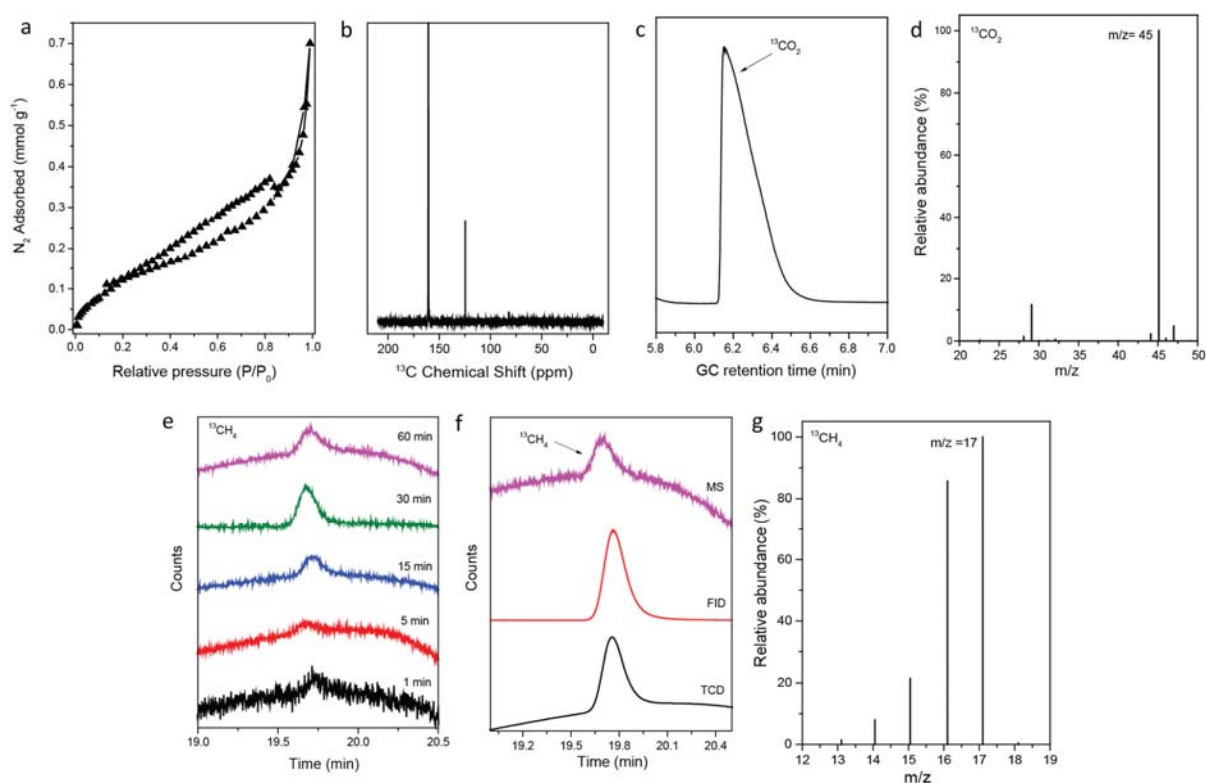 a
N₂ Adsorbed (mmol g⁻¹)
0.7
0.6
0.5
0.4
0.3
0.2
0.1
0.0
0.0 0.2 0.4 0.6 0.8 1.0
Relative pressure (P/P₀)
b
200 150 100 50 0
¹³C Chemical Shift (ppm)
c
¹³CO₂
5.8 6.0 6.2 6.4 6.6 6.8 7.0
GC retention time (min)
d
¹³CO₂
m/z= 45
Relative abundance (%)
100
80
60
40
20
0
20 25 30 35 40 45 50
m/z
e
¹³CH₄
60 min
30 min
15 min
5 min
1 min
Counts
19.0 19.5 20.0 20.5
Time (min)
f
¹³CH₄
MS
FID
TCD
Counts
19.2 19.5 19.8 20.1 20.4
Time (min)
g
¹³CH₄
m/z =17
Relative abundance (%)
100
80
60
40
20
0
12 13 14 15 16 17 18 19
m/z